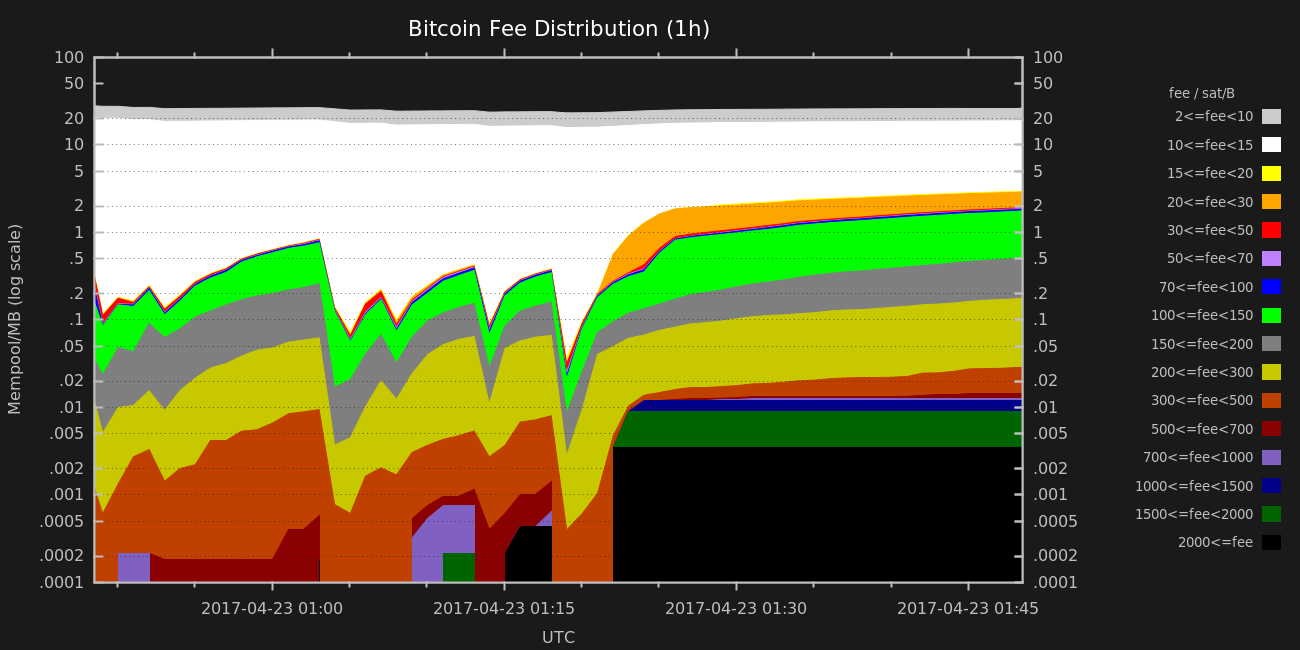 Bitcoin Fee Distribution (1h)
100 100
50 50
20 20
10 10
5 5
2 2
1 1
.5 .5
.2 .2
.1 .1
.05 .05
.02 .02
.01 .01
.005 .005
.002 .002
.001 .001
.0005 .0005
.0002 .0002
.0001 .0001
Mempool/MB (log scale)
2017-04-23 01:00 2017-04-23 01:15 2017-04-23 01:30 2017-04-23 01:45
UTC
fee / sat/B
2<=fee<10
10<=fee<15
15<=fee<20
20<=fee<30
30<=fee<50
50<=fee<70
70<=fee<100
100<=fee<150
150<=fee<200
200<=fee<300
300<=fee<500
500<=fee<700
700<=fee<1000
1000<=fee<1500
1500<=fee<2000
2000<=fee